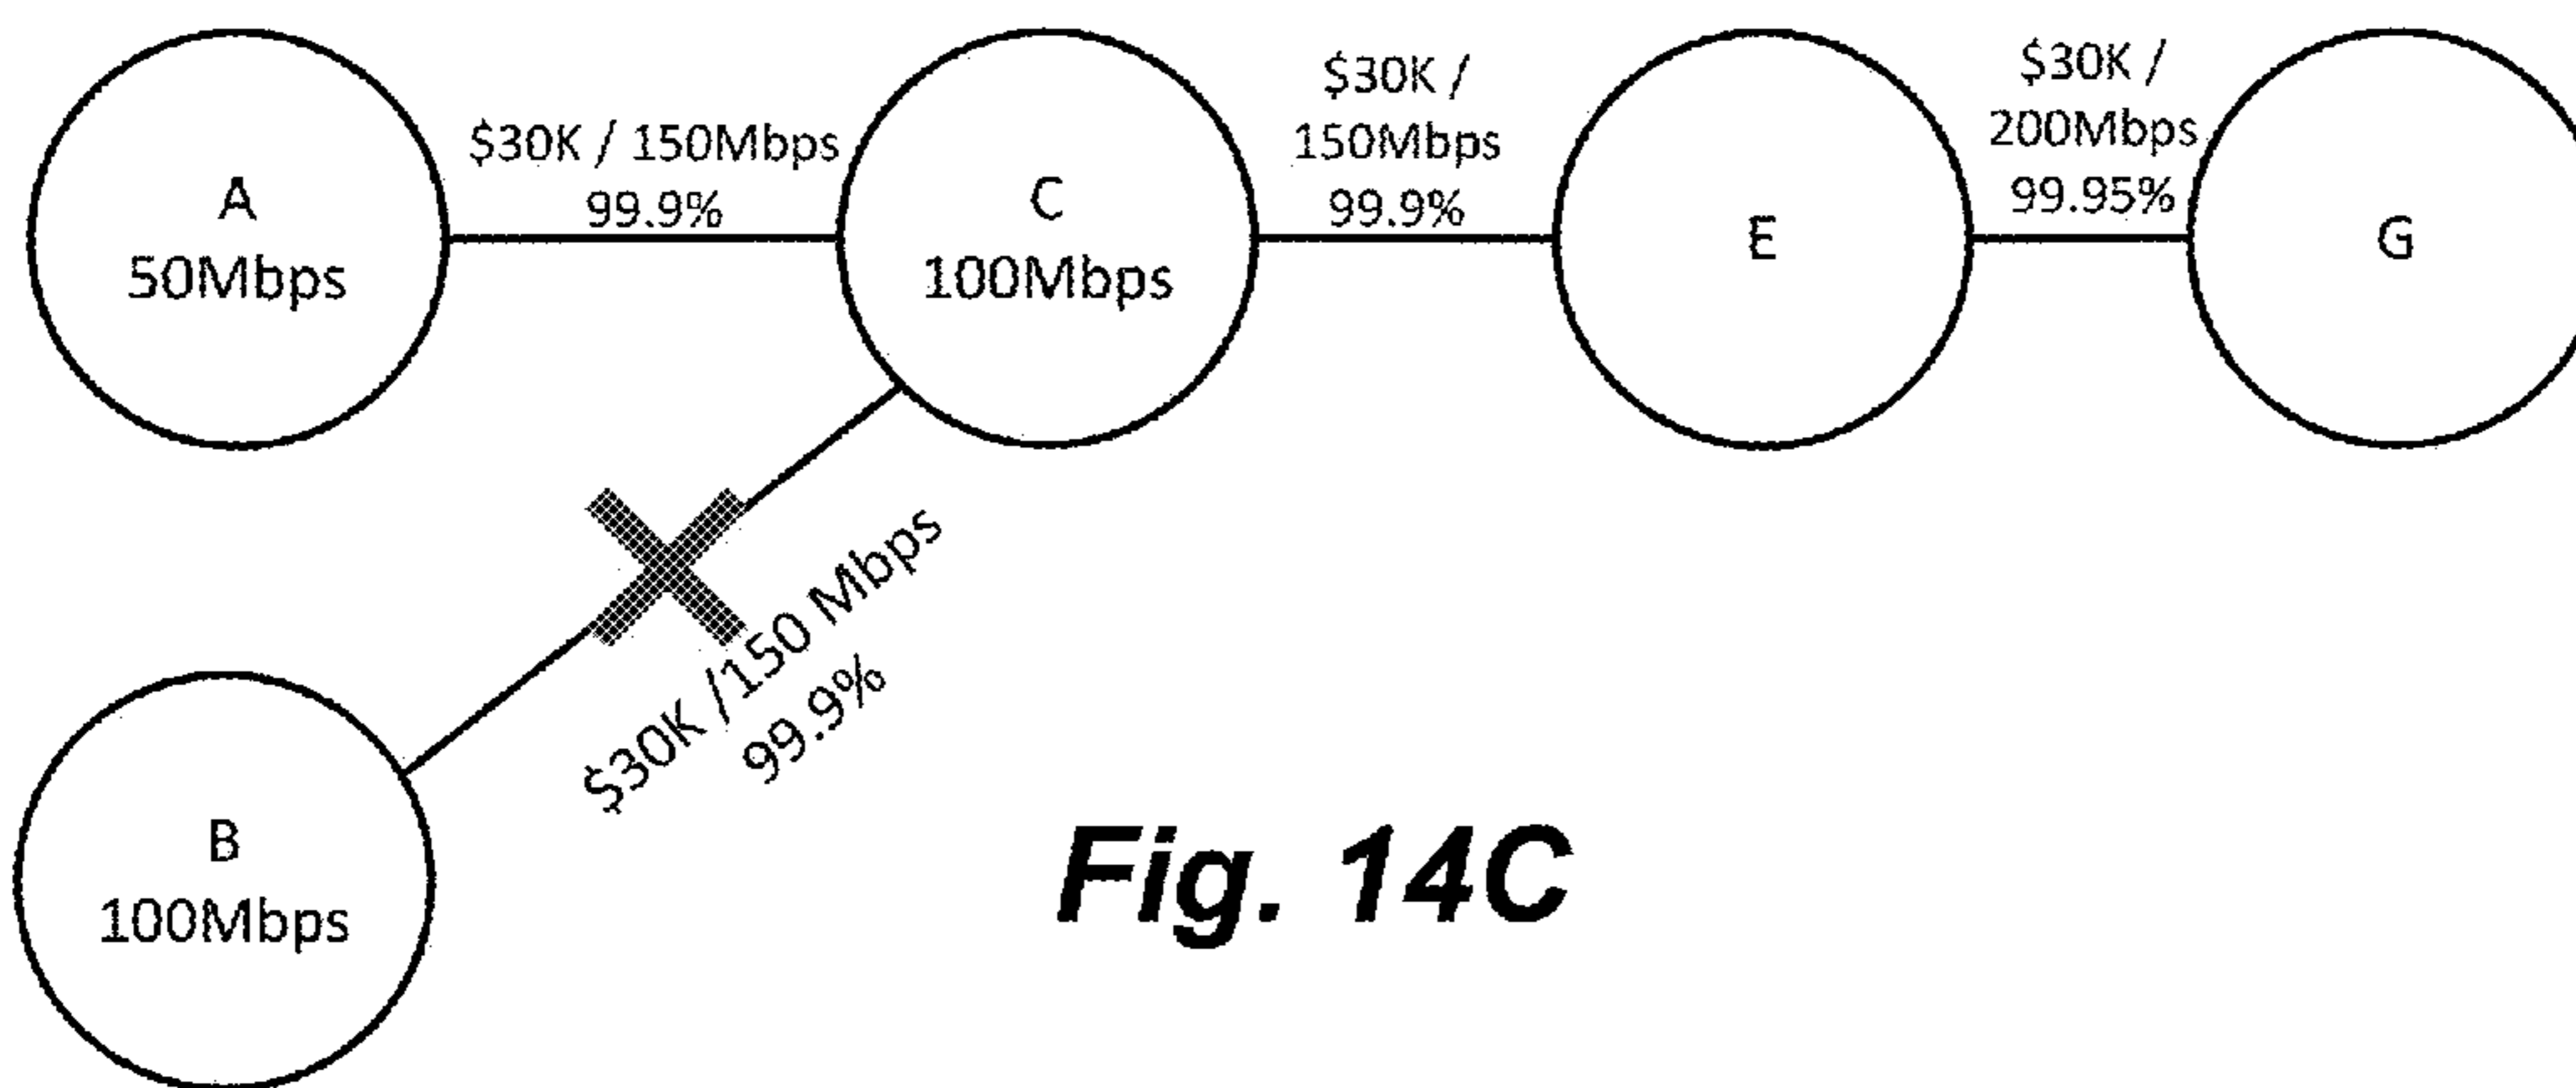 A
50Mbps
$30K / 150Mbps
99.9%
C
100Mbps
$30K /
150Mbps
99.9%
E
$30K /
200Mbps
99.95%
G
$30K /150 Mbps
99.9%
B
100Mbps
Fig. 14C